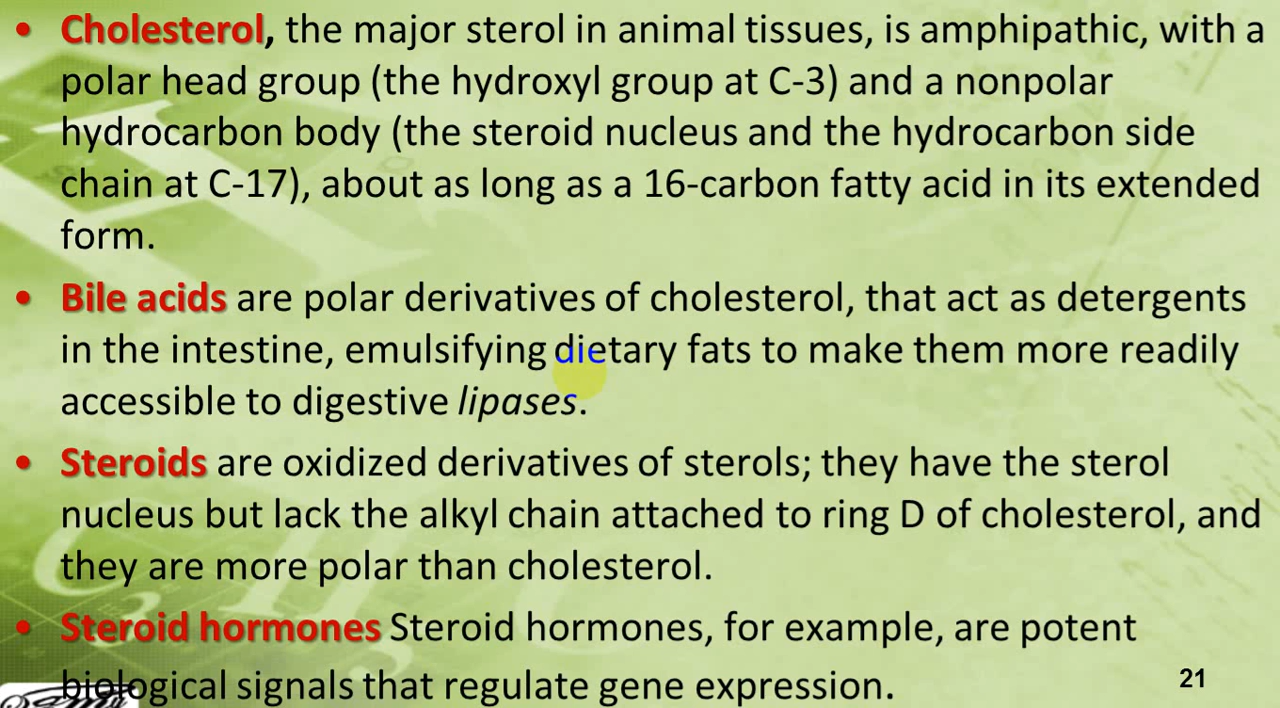 • Cholesterol, the major sterol in animal tissues, is amphipathic, with a
polar head group (the hydroxyl group at C-3) and a nonpolar
hydrocarbon body (the steroid nucleus and the hydrocarbon side
chain at C-17), about as long as a 16-carbon fatty acid in its extended
form.
• Bile acids are polar derivatives of cholesterol, that act as detergents
in the intestine, emulsifying dietary fats to make them more readily
accessible to digestive lipases.
• Steroids are oxidized derivatives of sterols; they have the sterol
nucleus but lack the alkyl chain attached to ring D of cholesterol, and
they are more polar than cholesterol.
• Steroid hormones Steroid hormones, for example, are potent
biological signals that regulate gene expression.
21